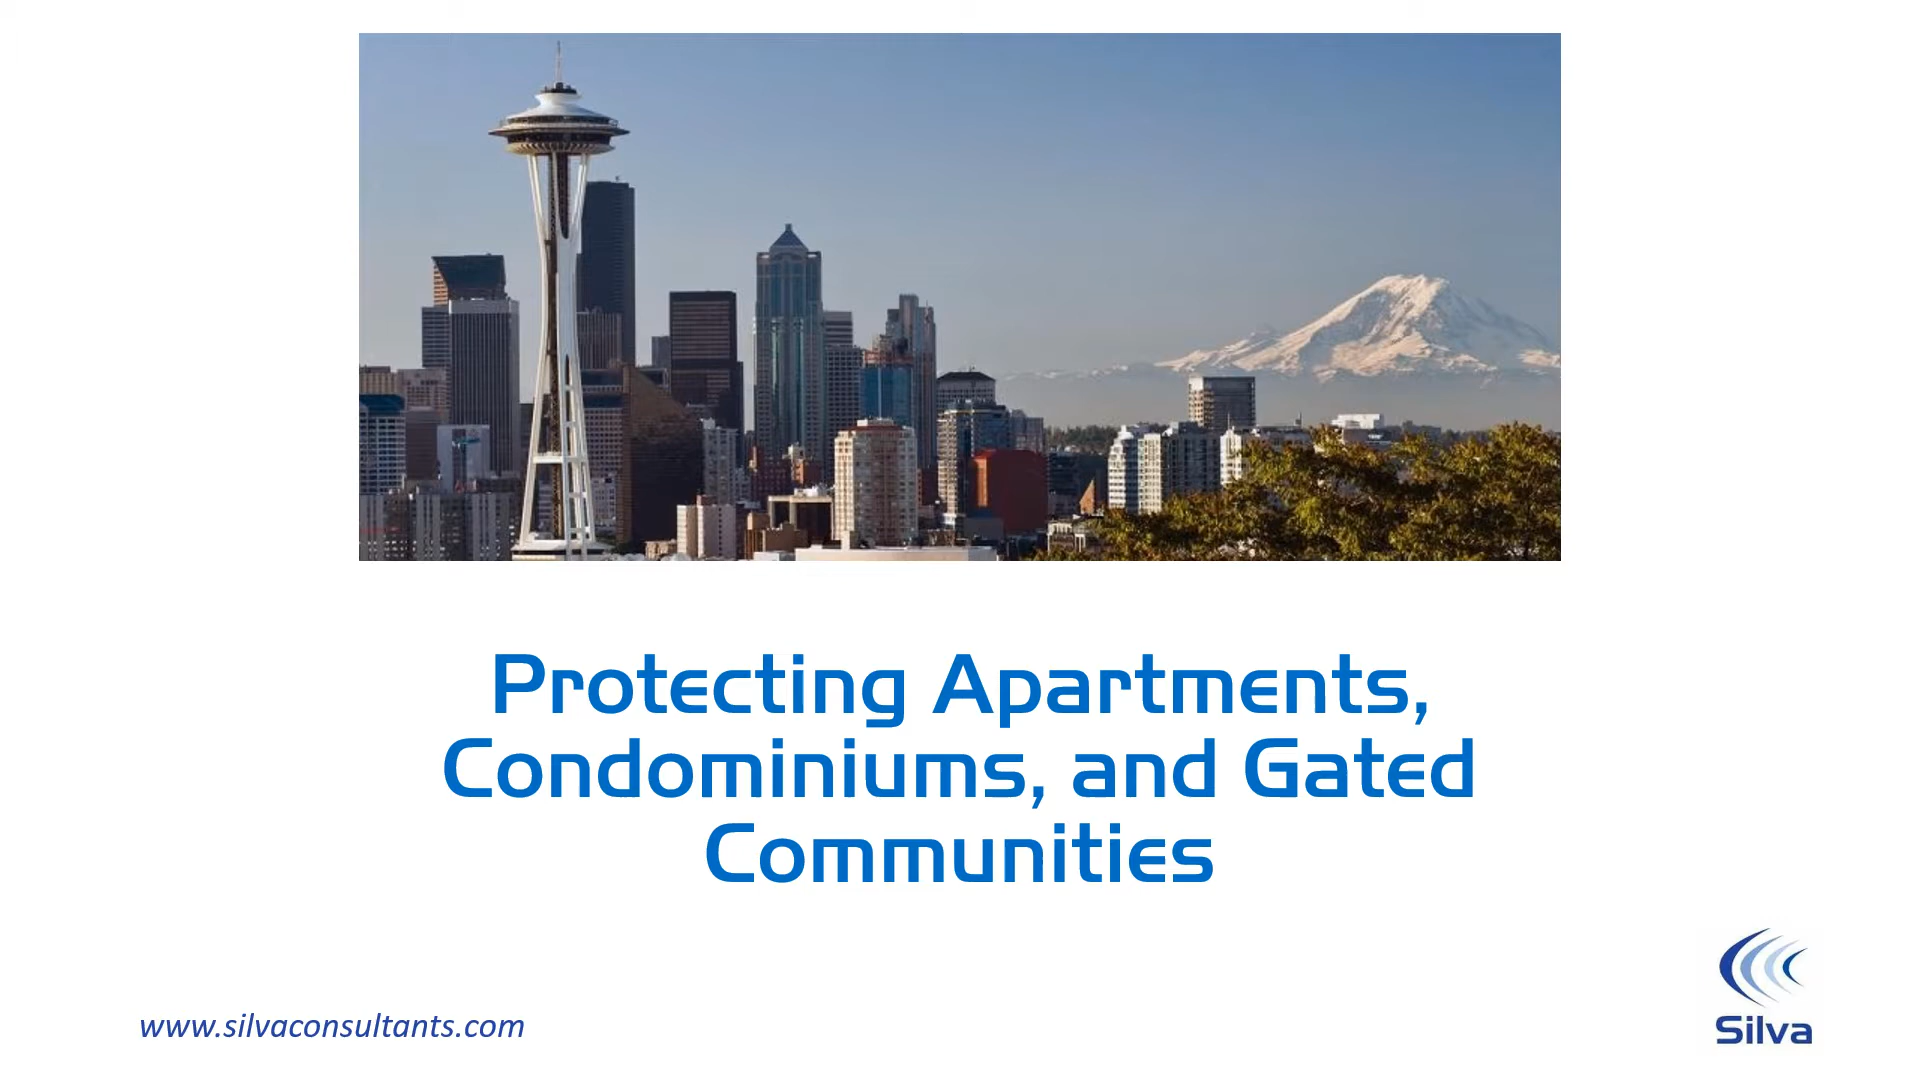 Protecting Apartments,
Condominiums, and Gated
Communities
www.silvaconsultants.com
Silva